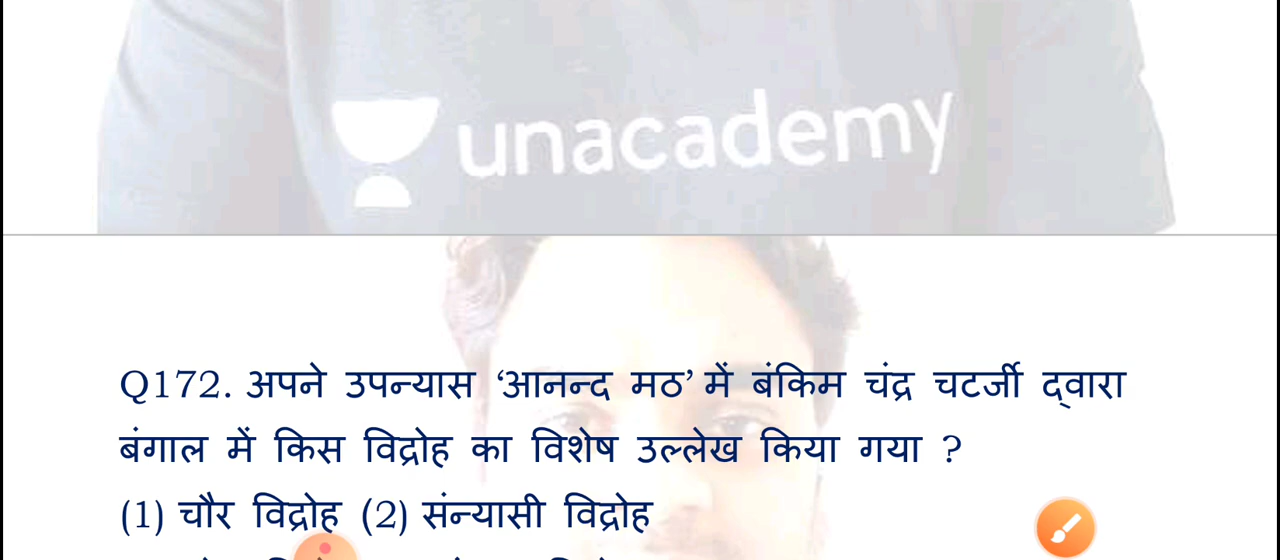 unacademy
Q172. अपने उपन्यास ‘आनन्द मठ’ में बंकिम चंद्र चटर्जी द्वारा
बंगाल में किस विद्रोह का विशेष उल्लेख किया गया ?
(1) चौर विद्रोह (2) संन्यासी विद्रोह